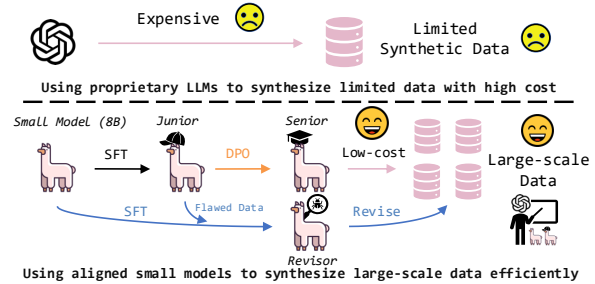 Expensive
Limited
Synthetic Data
Using proprietary LLMs to synthesize limited data with high cost
Small Model (8B)
Junior
Senior
SFT
DPO
Low-cost
Large-scale
Data
SFT
Flawed Data
Revise
Revisor
Using aligned small models to synthesize large-scale data efficiently